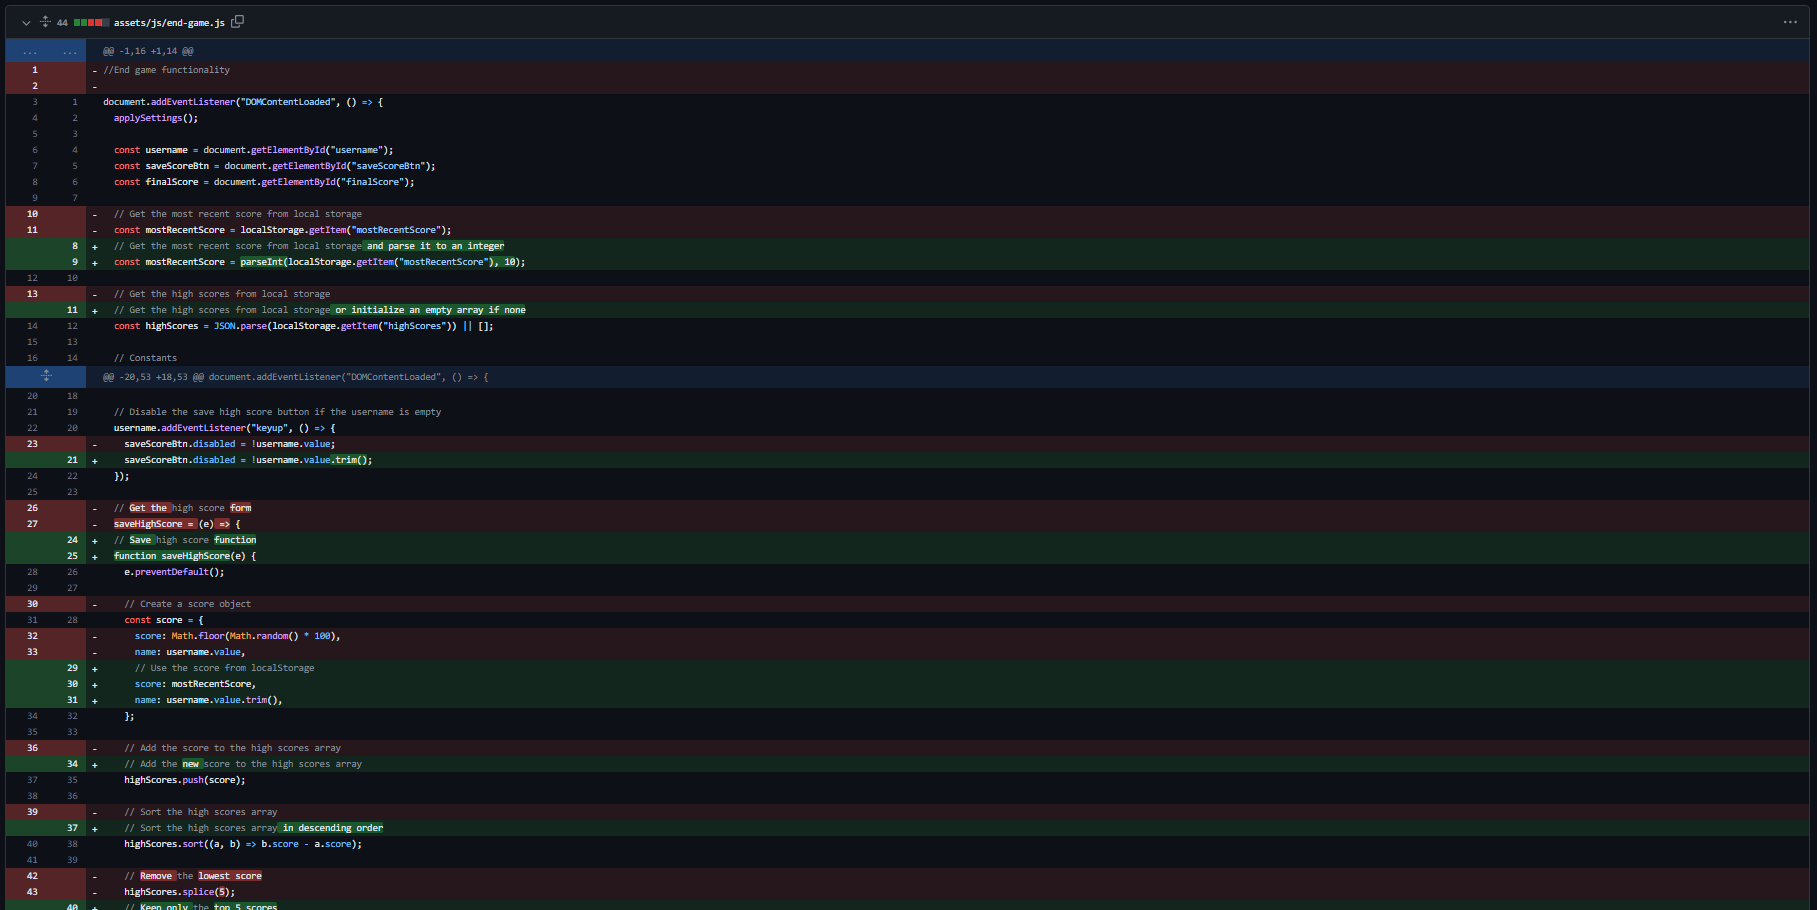 44 assets/js/end-game.js
... ... @@ -1,16 +1,14 @@
1 - //End game functionality
2 -
3 1 document.addEventListener("DOMContentLoaded", () => {
4 2 applySettings();
5 3
6 4 const username = document.getElementById("username");
7 5 const saveScoreBtn = document.getElementById("saveScoreBtn");
8 6 const finalScore = document.getElementById("finalScore");
9 7
10 - // Get the most recent score from local storage
11 - const mostRecentScore = localStorage.getItem("mostRecentScore");
8 + // Get the most recent score from local storage and parse it to an integer
9 + const mostRecentScore = parseInt(localStorage.getItem("mostRecentScore"), 10);
12 10
13 - // Get the high scores from local storage
11 + // Get the high scores from local storage or initialize an empty array if none
14 12 const highScores = JSON.parse(localStorage.getItem("highScores")) || [];
15 13
16 14 // Constants
@@ -20,53 +18,53 @@ document.addEventListener("DOMContentLoaded", () => {
20 18
21 19 // Disable the save high score button if the username is empty
22 20 username.addEventListener("keyup", () => {
23 - saveScoreBtn.disabled = !username.value;
21 + saveScoreBtn.disabled = !username.value.trim();
24 22 });
25 23
26 - // Get the high score form
27 - saveHighScore = (e) => {
24 + // Save high score function
25 + function saveHighScore(e) {
28 26 e.preventDefault();
29 27
30 - // Create a score object
31 28 const score = {
32 - score: Math.floor(Math.random() * 100),
33 - name: username.value,
29 + // Use the score from localStorage
30 + score: mostRecentScore,
31 + name: username.value.trim(),
34 32 };
35 33
36 - // Add the score to the high scores array
34 + // Add the new score to the high scores array
37 35 highScores.push(score);
38 36
39 - // Sort the high scores array
37 + // Sort the high scores array in descending order
40 38 highScores.sort((a, b) => b.score - a.score);
41 39
42 - // Remove the lowest score
43 - highScores.splice(5);
40 + // Keep only the top 5 scores